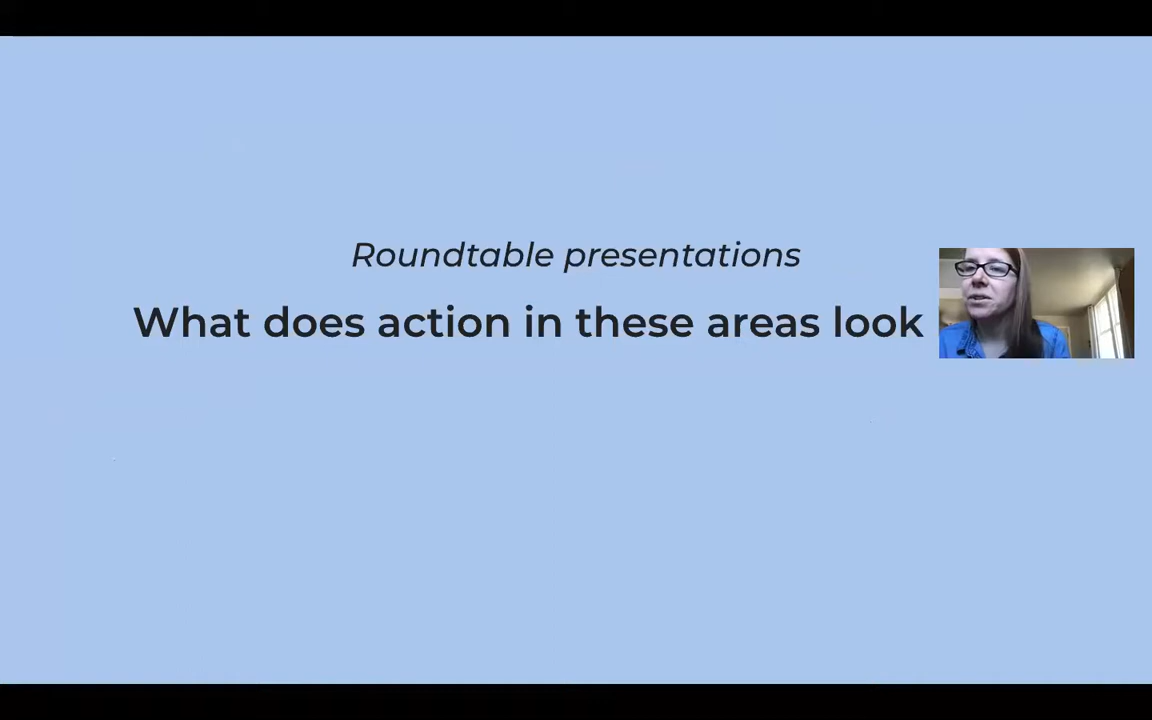 Roundtable presentations
What does action in these areas look